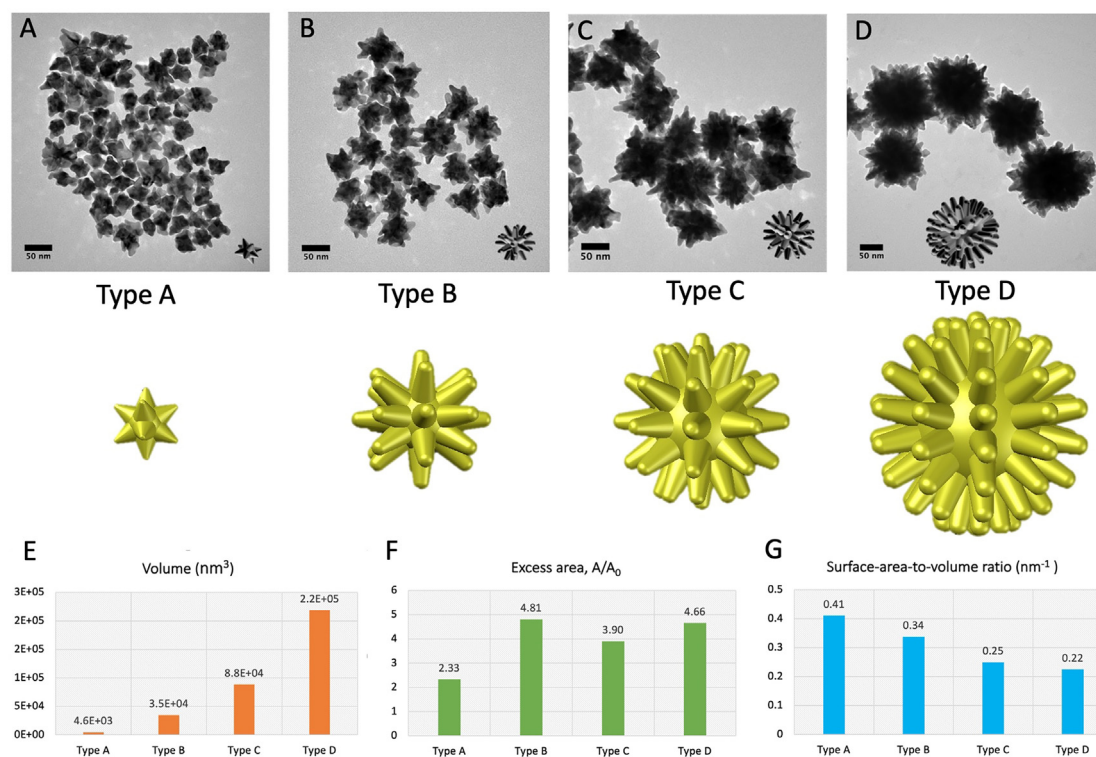 A
B
C
D
50 nm
50 nm
50 nm
50 nm
Type A
Type B
Type C
Type D
E
Volume (nm³)
3E+05
2E+05
2E+05
1E+05
5E+04
0E+00
4.6E+03
3.5E+04
8.8E+04
2.2E+05
Type A
Type B
Type C
Type D
F
Excess area, A/A₀
6
5
4
3
2
1
0
2.33
4.81
3.90
4.66
Type A
Type B
Type C
Type D
G
Surface-area-to-volume ratio (nm⁻¹ )
0.5
0.4
0.3
0.2
0.1
0
0.41
0.34
0.25
0.22
Type A
Type B
Type C
Type D